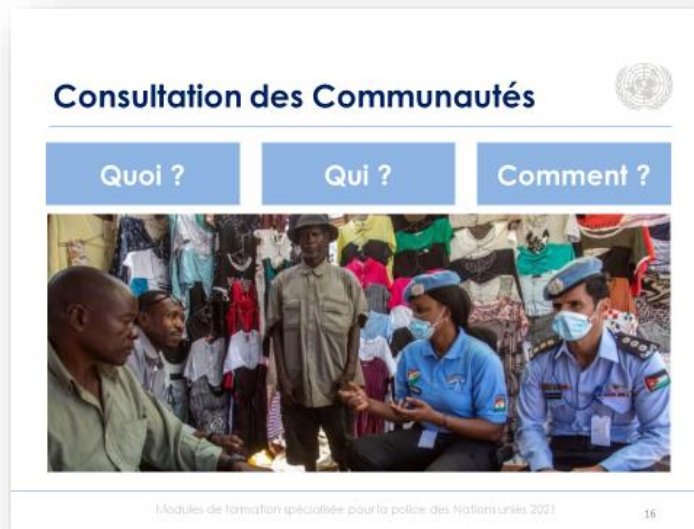 Consultation des Communautés
Quoi ?
Qui ?
Comment ?
Modules de formation spécialisée pour la police des Nations unies 2021
16